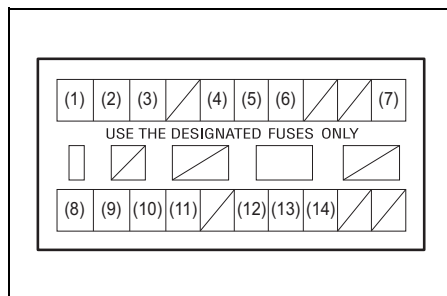 (1) (2) (3) (4) (5) (6) (7)
USE THE DESIGNATED FUSES ONLY
(8) (9) (10) (11) (12) (13) (14)